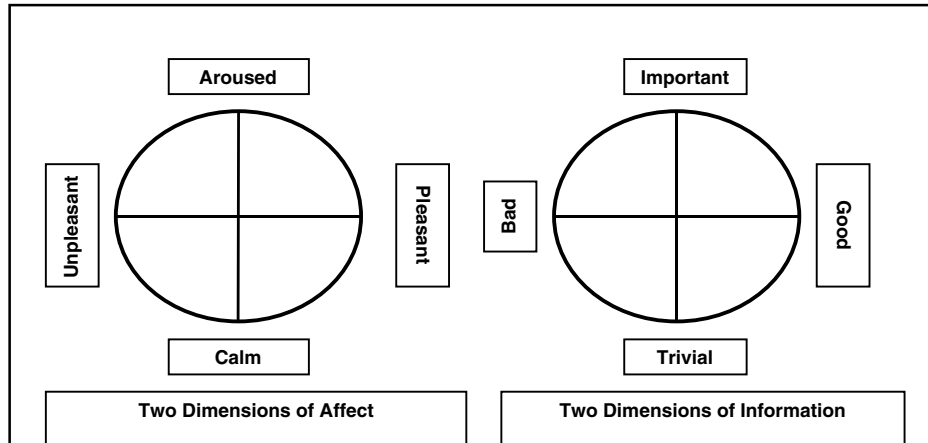 Aroused
Unpleasant
Pleasant
Calm
Two Dimensions of Affect
Important
Bad
Good
Trivial
Two Dimensions of Information